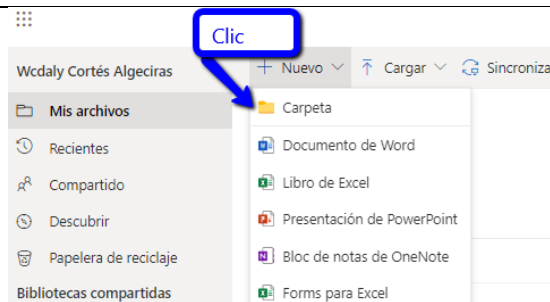 Clic
Wcdaly Cortés Algeciras
Nuevo Cargar Sincroniza
Mis archivos
Carpeta
Recientes
Documento de Word
Compartido
Libro de Excel
Descubrir
Presentación de PowerPoint
Papelera de reciclaje
Bloc de notas de OneNote
Bibliotecas compartidas
Forms para Excel